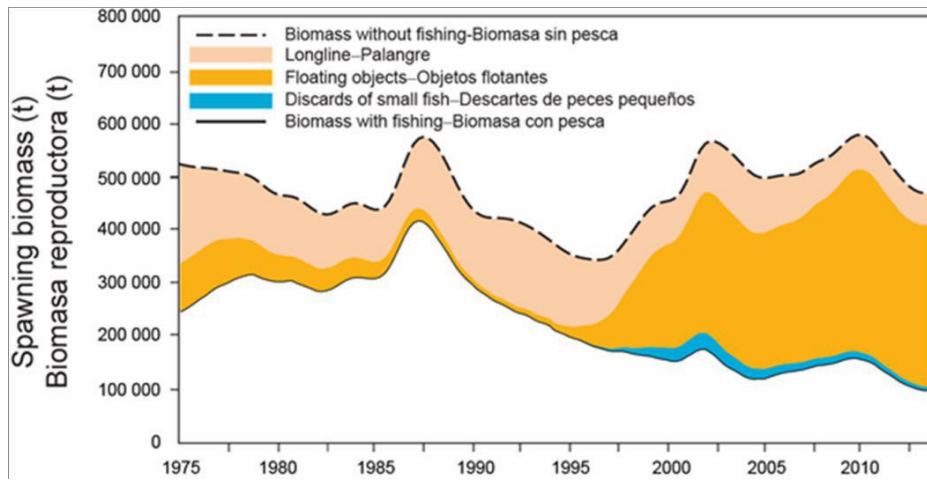 800 000
700 000
600 000
500 000
400 000
300 000
200 000
100 000
0
Spawning biomass (t)
Biomasa reproductora (t)
Biomass without fishing-Biomasa sin pesca
Longline–Palangre
Floating objects–Objetos flotantes
Discards of small fish–Descartes de peces pequeños
Biomass with fishing–Biomasa con pesca
1975 1980 1985 1990 1995 2000 2005 2010